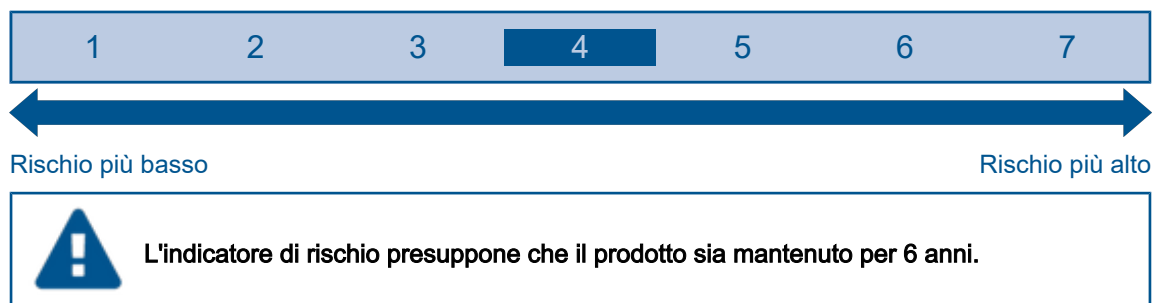 1 2 3 4 5 6 7
Rischio più basso Rischio più alto
L'indicatore di rischio presuppone che il prodotto sia mantenuto per 6 anni.